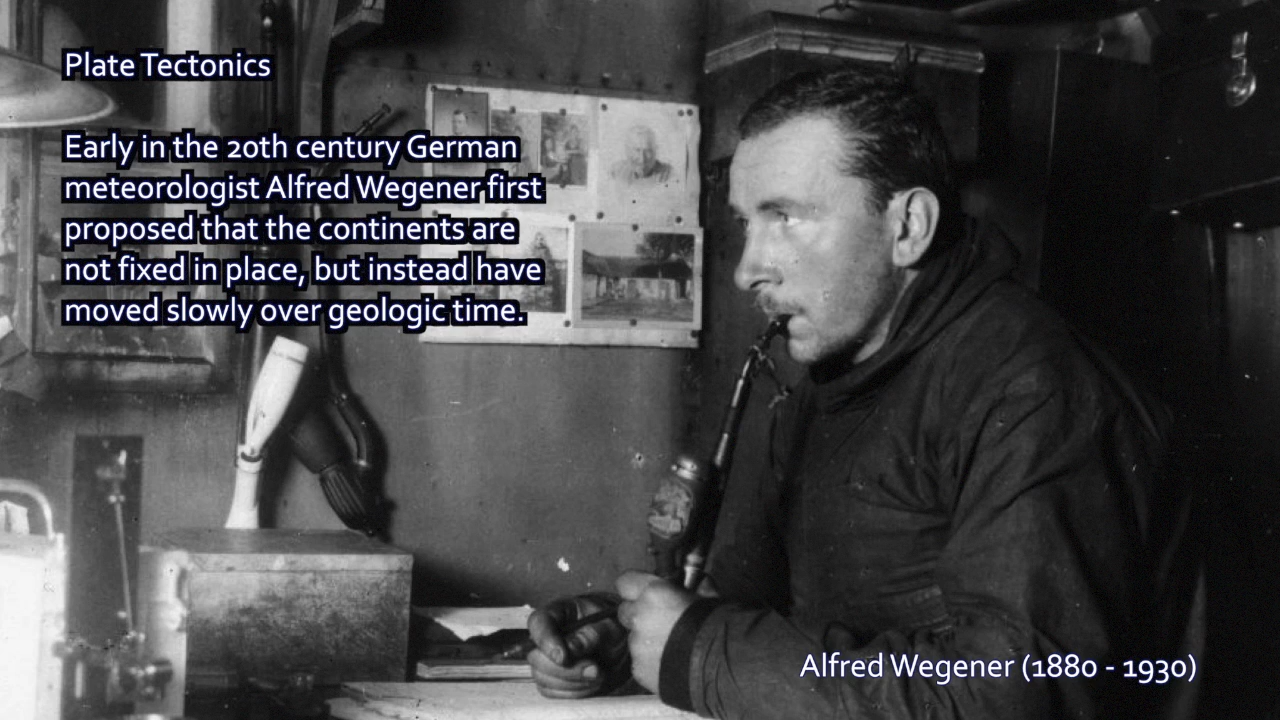 Plate Tectonics
Early in the 20th century German
meteorologist Alfred Wegener first
proposed that the continents are
not fixed in place, but instead have
moved slowly over geologic time.
Alfred Wegener (1880 - 1930)